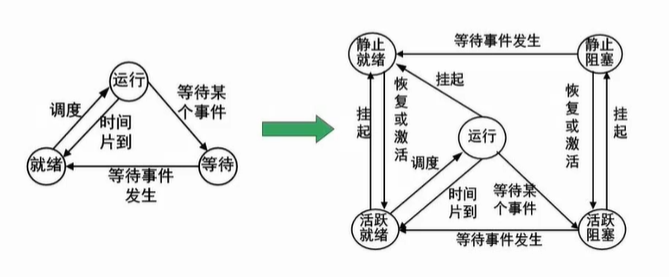 运行
调度
等待某
个事件
时间
片到
就绪
等待
等待事件
发生
静止
就绪
等待事件发生
静止
阻塞
挂起
恢复或激活
挂起
运行
恢复或激活
挂起
调度
时间
片到
等待某
个事件
活跃
就绪
等待事件发生
活跃
阻塞